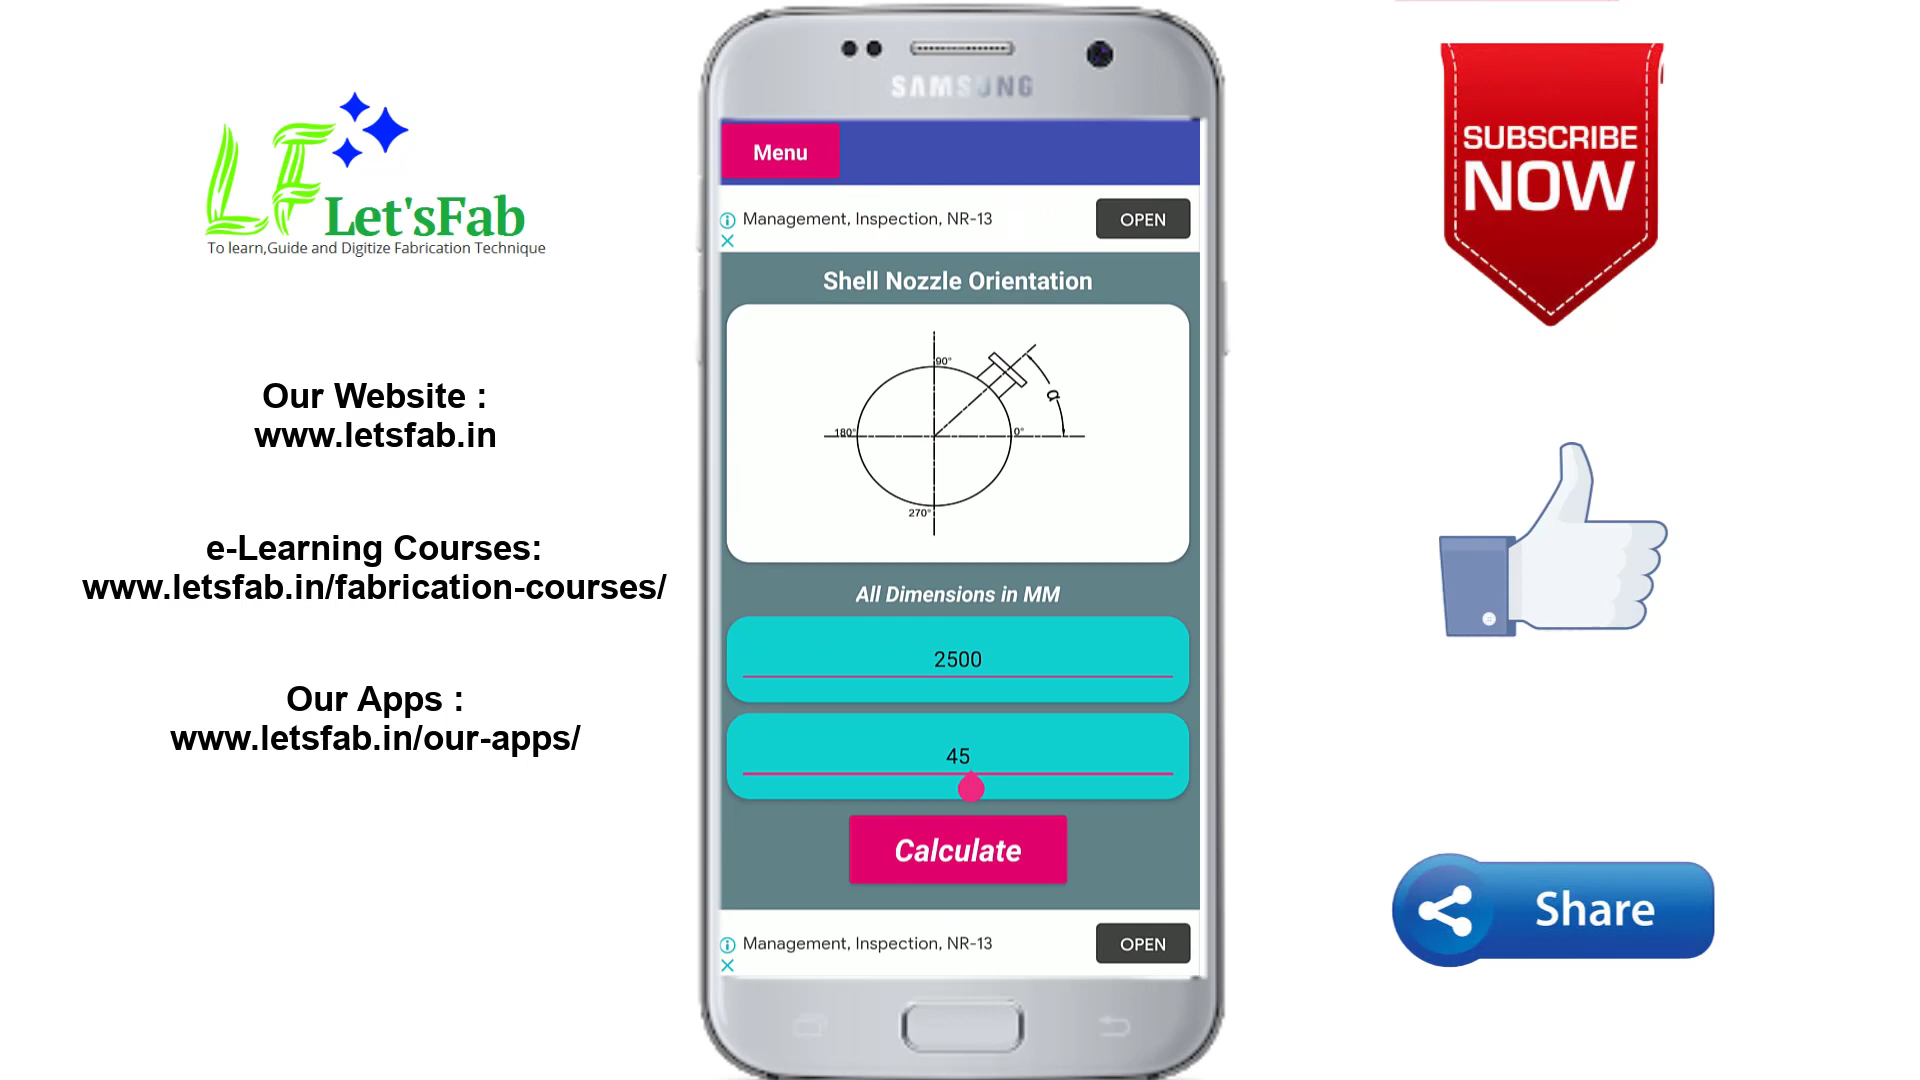 LF
Let'sFab
To learn,Guide and Digitize Fabrication Technique
Our Website :
www.letsfab.in
e-Learning Courses:
www.letsfab.in/fabrication-courses/
Our Apps :
www.letsfab.in/our-apps/
SAMSUNG
Menu
Management, Inspection, NR-13
OPEN
Shell Nozzle Orientation
90°
α
180°
0°
270°
All Dimensions in MM
2500
45
Calculate
Management, Inspection, NR-13
OPEN
SUBSCRIBE
NOW
Share